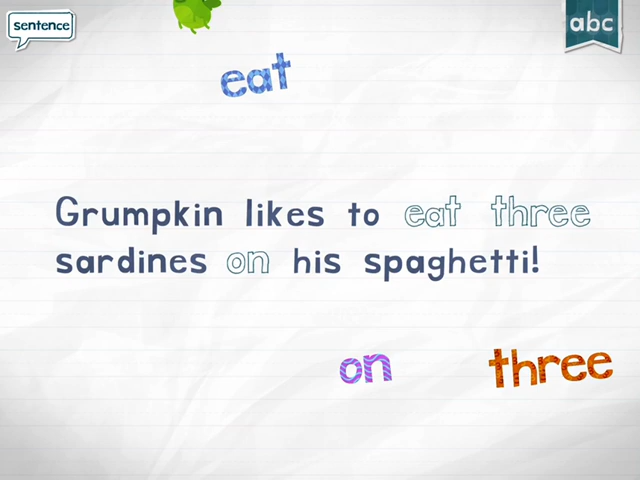 sentence
abc
eat
Grumpkin likes to eat three
sardines on his spaghetti!
on
three